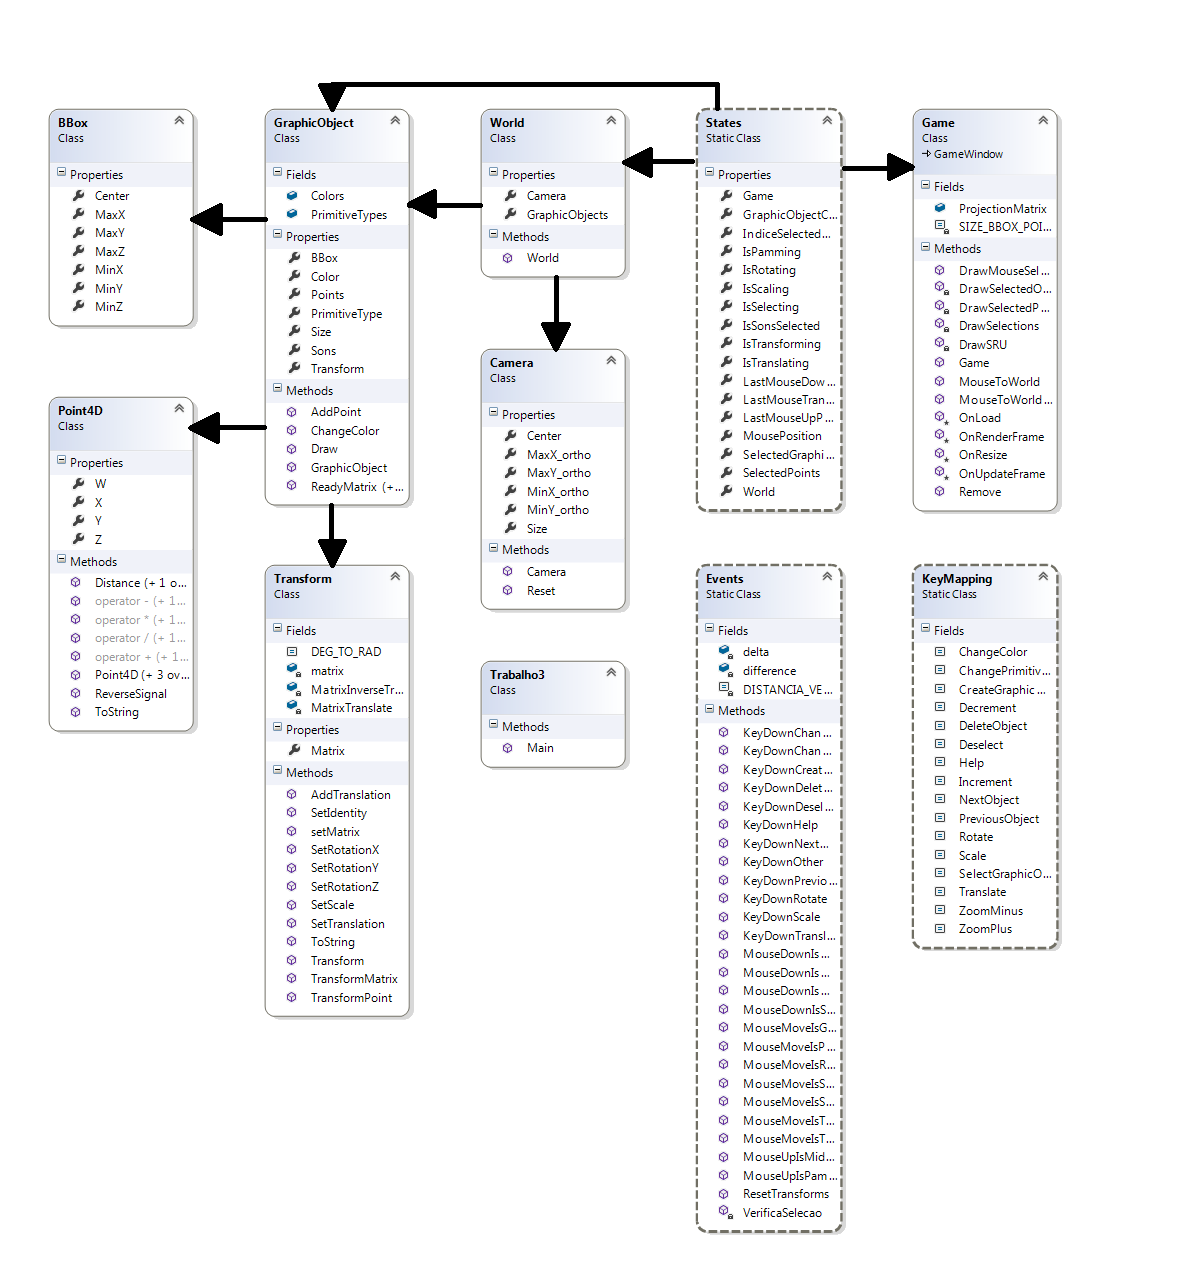 BBox
Class
Properties
Center
MaxX
MaxY
MaxZ
MinX
MinY
MinZ
Point4D
Class
Properties
W
X
Y
Z
Methods
Distance (+ 1 o...
operator - (+ 1...
operator * (+ 1...
operator / (+ 1...
operator + (+ 1...
Point4D (+ 3 ov...
ReverseSignal
ToString
GraphicObject
Class
Fields
Colors
PrimitiveTypes
Properties
BBox
Color
Points
PrimitiveType
Size
Sons
Transform
Methods
AddPoint
ChangeColor
Draw
GraphicObject
ReadyMatrix (+...
Transform
Class
Fields
DEG_TO_RAD
matrix
MatrixInverseTr...
MatrixTranslate
Properties
Matrix
Methods
AddTranslation
SetIdentity
setMatrix
SetRotationX
SetRotationY
SetRotationZ
SetScale
SetTranslation
ToString
Transform
TransformMatrix
TransformPoint
World
Class
Properties
Camera
GraphicObjects
Methods
World
Camera
Class
Properties
Center
MaxX_ortho
MaxY_ortho
MinX_ortho
MinY_ortho
Size
Methods
Camera
Reset
Trabalho3
Class
Methods
Main
States
Static Class
Properties
Game
GraphicObjectC...
IndiceSelected...
IsPamming
IsRotating
IsScaling
IsSelecting
IsSonsSelected
IsTransforming
IsTranslating
LastMouseDow...
LastMouseTran...
LastMouseUpP...
MousePosition
SelectedGraphi...
SelectedPoints
World
Events
Static Class
Fields
delta
difference
DISTANCIA_VE...
Methods
KeyDownChan...
KeyDownChan...
KeyDownCreat...
KeyDownDelet...
KeyDownDesel...
KeyDownHelp
KeyDownNext...
KeyDownOther
KeyDownPrevio...
KeyDownRotate
KeyDownScale
KeyDownTransl...
MouseDownIs...
MouseDownIs...
MouseDownIs...
MouseDownIsS...
MouseMoveIsG...
MouseMoveIsP...
MouseMoveIsR...
MouseMoveIsS...
MouseMoveIsS...
MouseMoveIsT...
MouseMoveIsT...
MouseUpIsMid...
MouseUpIsPam...
ResetTransforms
VerificaSelecao
Game
Class
GameWindow
Fields
ProjectionMatrix
SIZE_BBOX_POI...
Methods
DrawMouseSel...
DrawSelectedO...
DrawSelectedP...
DrawSelections
DrawSRU
Game
MouseToWorld
MouseToWorld...
OnLoad
OnRenderFrame
OnResize
OnUpdateFrame
Remove
KeyMapping
Static Class
Fields
ChangeColor
ChangePrimitiv...
CreateGraphic...
Decrement
DeleteObject
Deselect
Help
Increment
NextObject
PreviousObject
Rotate
Scale
SelectGraphicO...
Translate
ZoomMinus
ZoomPlus